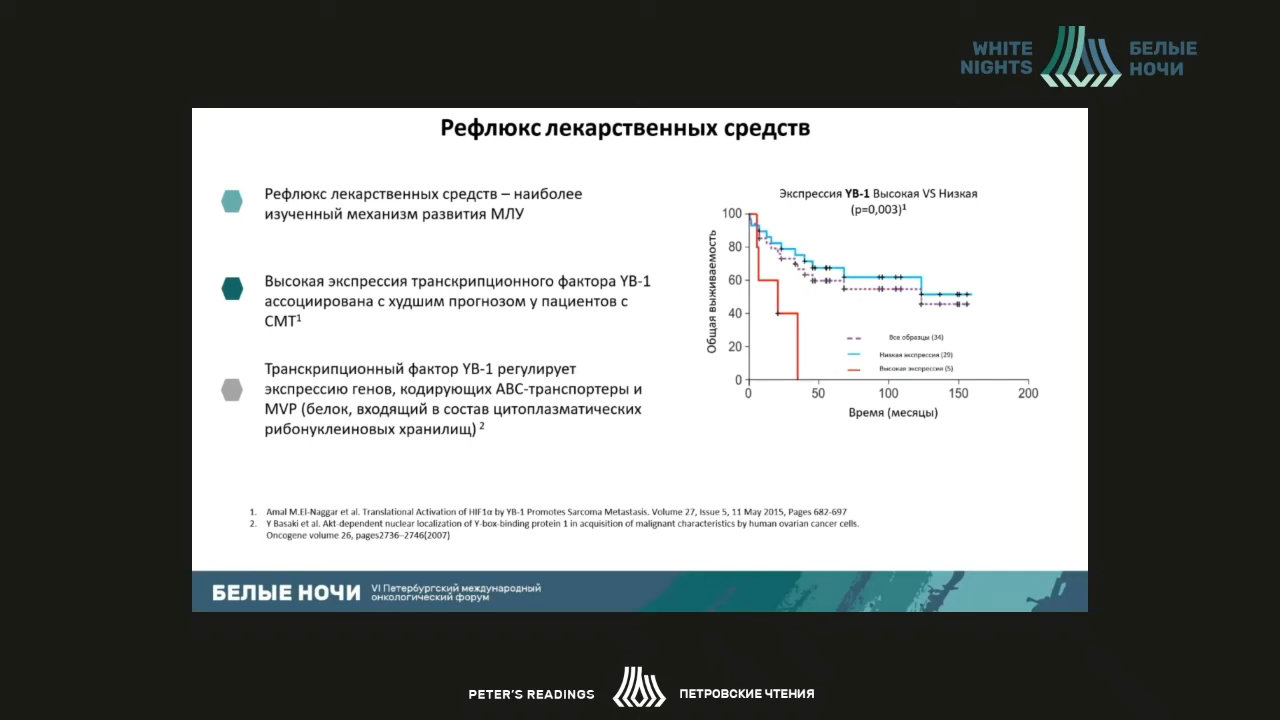 WHITE
NIGHTS
БЕЛЫЕ
НОЧИ
Рефлюкс лекарственных средств
Рефлюкс лекарственных средств – наиболее
изученный механизм развития МЛУ
Высокая экспрессия транскрипционного фактора YB-1
ассоциирована с худшим прогнозом у пациентов с
СМТ¹
Транскрипционный фактор YB-1 регулирует
экспрессию генов, кодирующих ABC-транспортеры и
MVP (белок, входящий в состав цитоплазматических
рибонуклеиновых хранилищ) ²
Экспрессия YB-1 Высокая VS Низкая
(p=0,003)¹
Общая выживаемость
100
80
60
40
20
0
Все образцы (34)
Низкая экспрессия (29)
Высокая экспрессия (5)
0 50 100 150 200
Время (месяцы)
1. Amal M.El-Naggar et al. Translational Activation of HIF1α by YB-1 Promotes Sarcoma Metastasis. Volume 27, Issue 5, 11 May 2015, Pages 682-697
2. Y Basaki et al. Akt-dependent nuclear localization of Y-box-binding protein 1 in acquisition of malignant characteristics by human ovarian cancer cells.
Oncogene volume 26, pages2736–2746(2007)
БЕЛЫЕ НОЧИ
VI Петербургский международный
онкологический форум
PETER'S READINGS
ПЕТРОВСКИЕ ЧТЕНИЯ